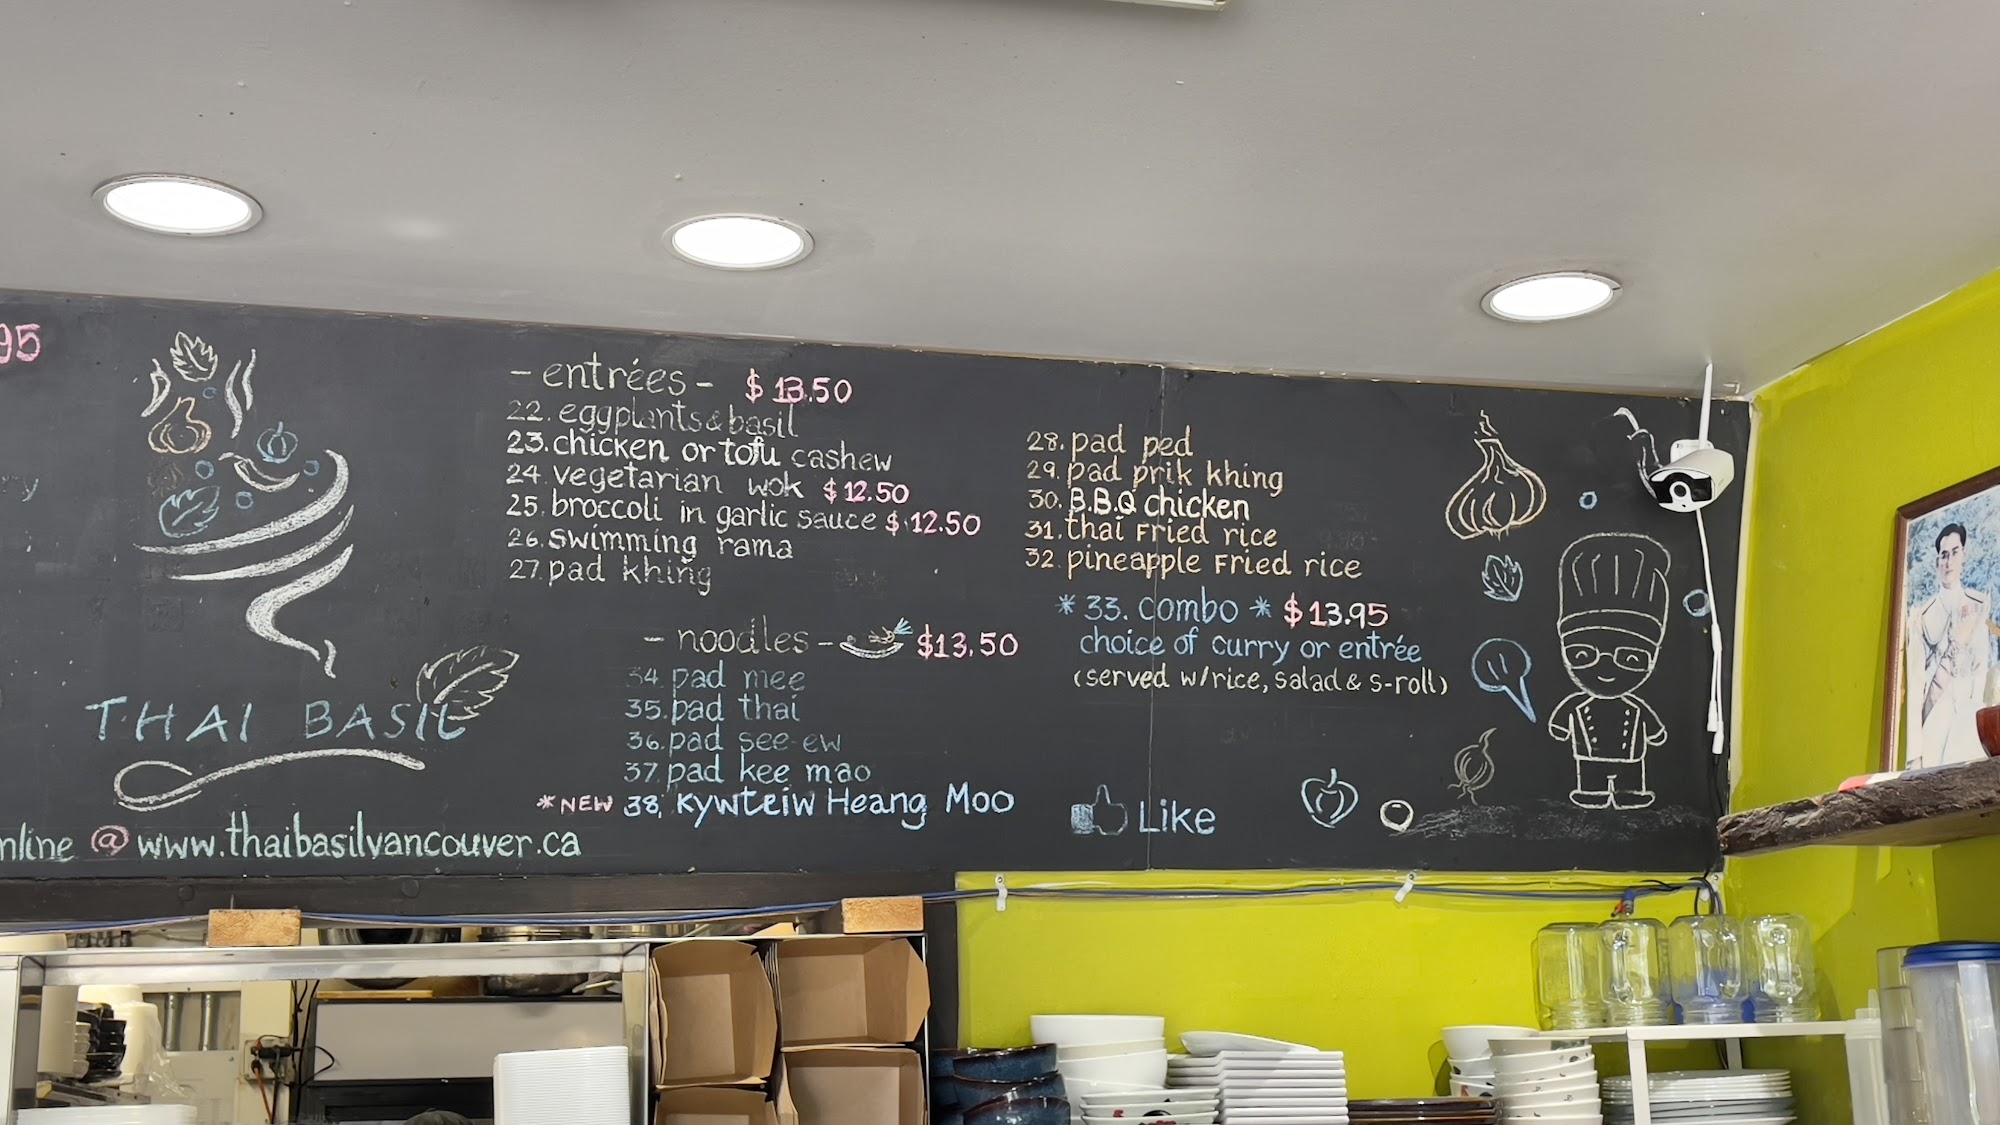 95
ry
THAI BASIL
nline @ www.thaibasilvancouver.ca
- entrées - $13.50
22. eggplants & basil
23. chicken or tofu cashew
24. vegetarian wok $12.50
25. broccoli in garlic sauce $12.50
26. swimming rama
27. pad khing
28. pad ped
29. pad prik khing
30. B.B.Q chicken
31. thai Fried rice
32. pineapple Fried rice
* 33. combo * $13.95
choice of curry or entrée
(served w/rice, salad & s-roll)
- noodles - $13.50
34. pad mee
35. pad thai
36. pad see-ew
37. pad kee mao
*NEW 38. Kywteiw Heang Moo
Like